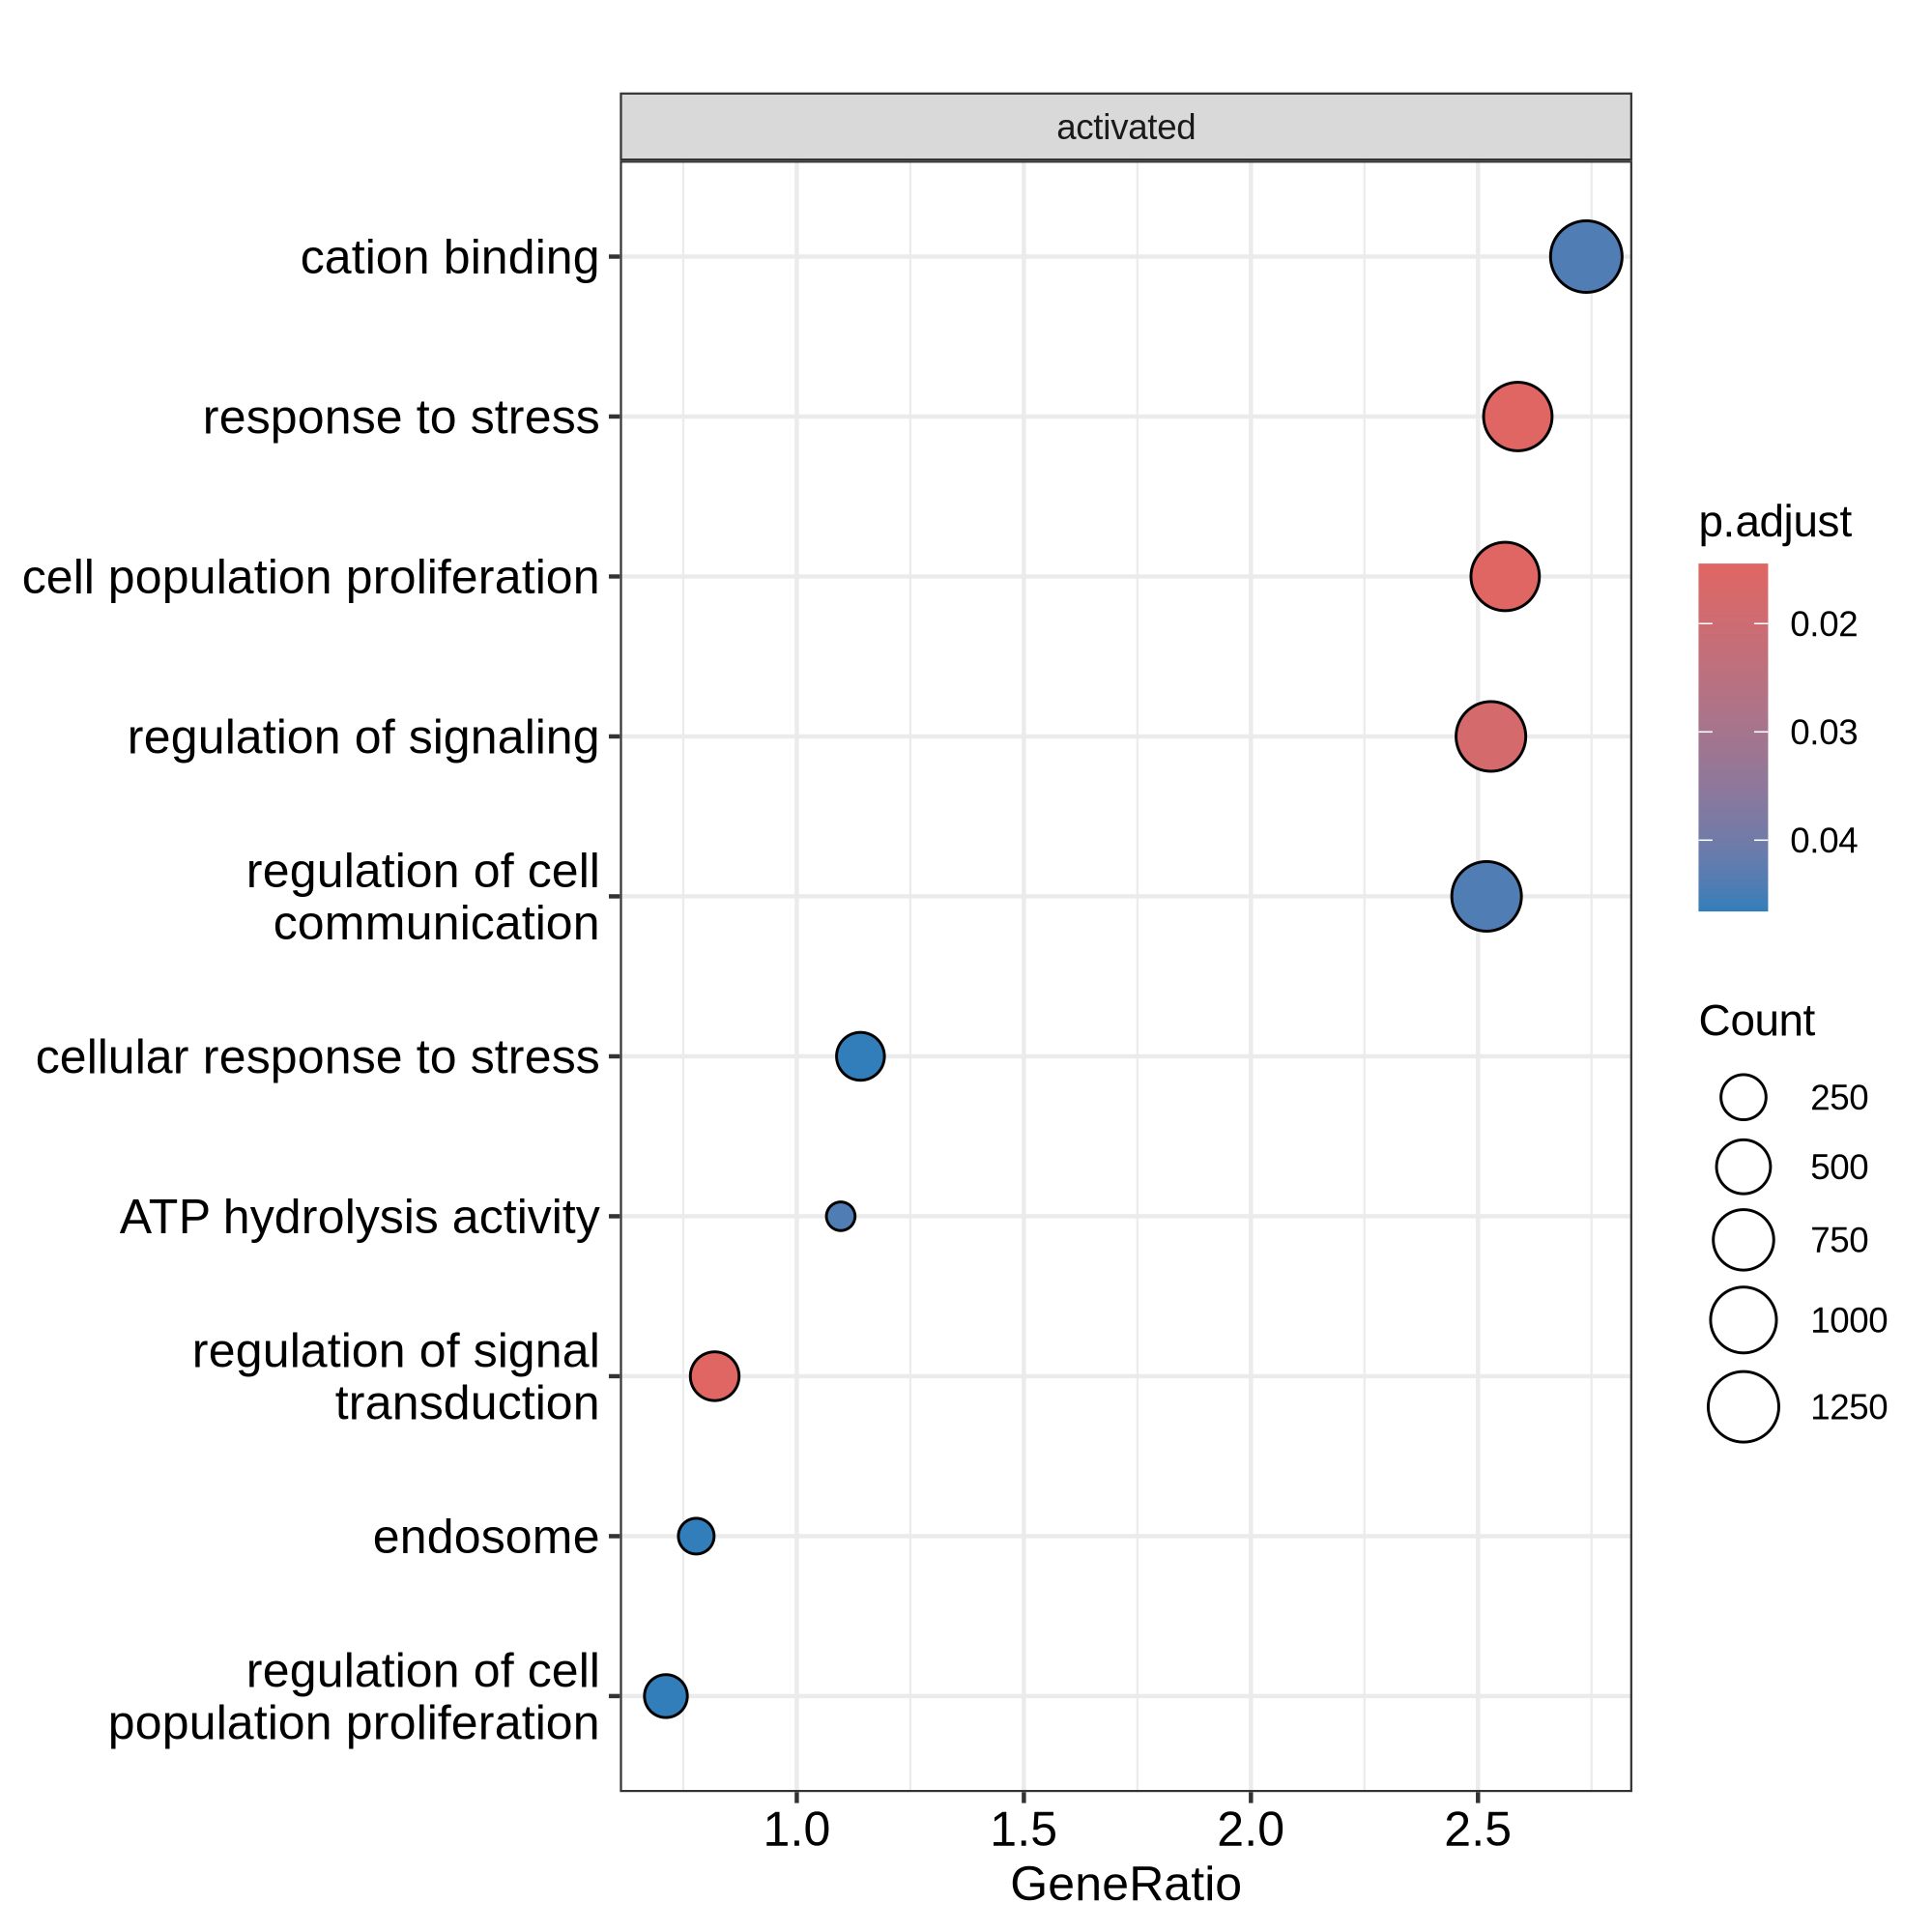 activated
cation binding
response to stress
cell population proliferation
regulation of signaling
regulation of cell
communication
cellular response to stress
ATP hydrolysis activity
regulation of signal
transduction
endosome
regulation of cell
population proliferation
1.0 1.5 2.0 2.5
GeneRatio
p.adjust
0.02
0.03
0.04
Count
250
500
750
1000
1250